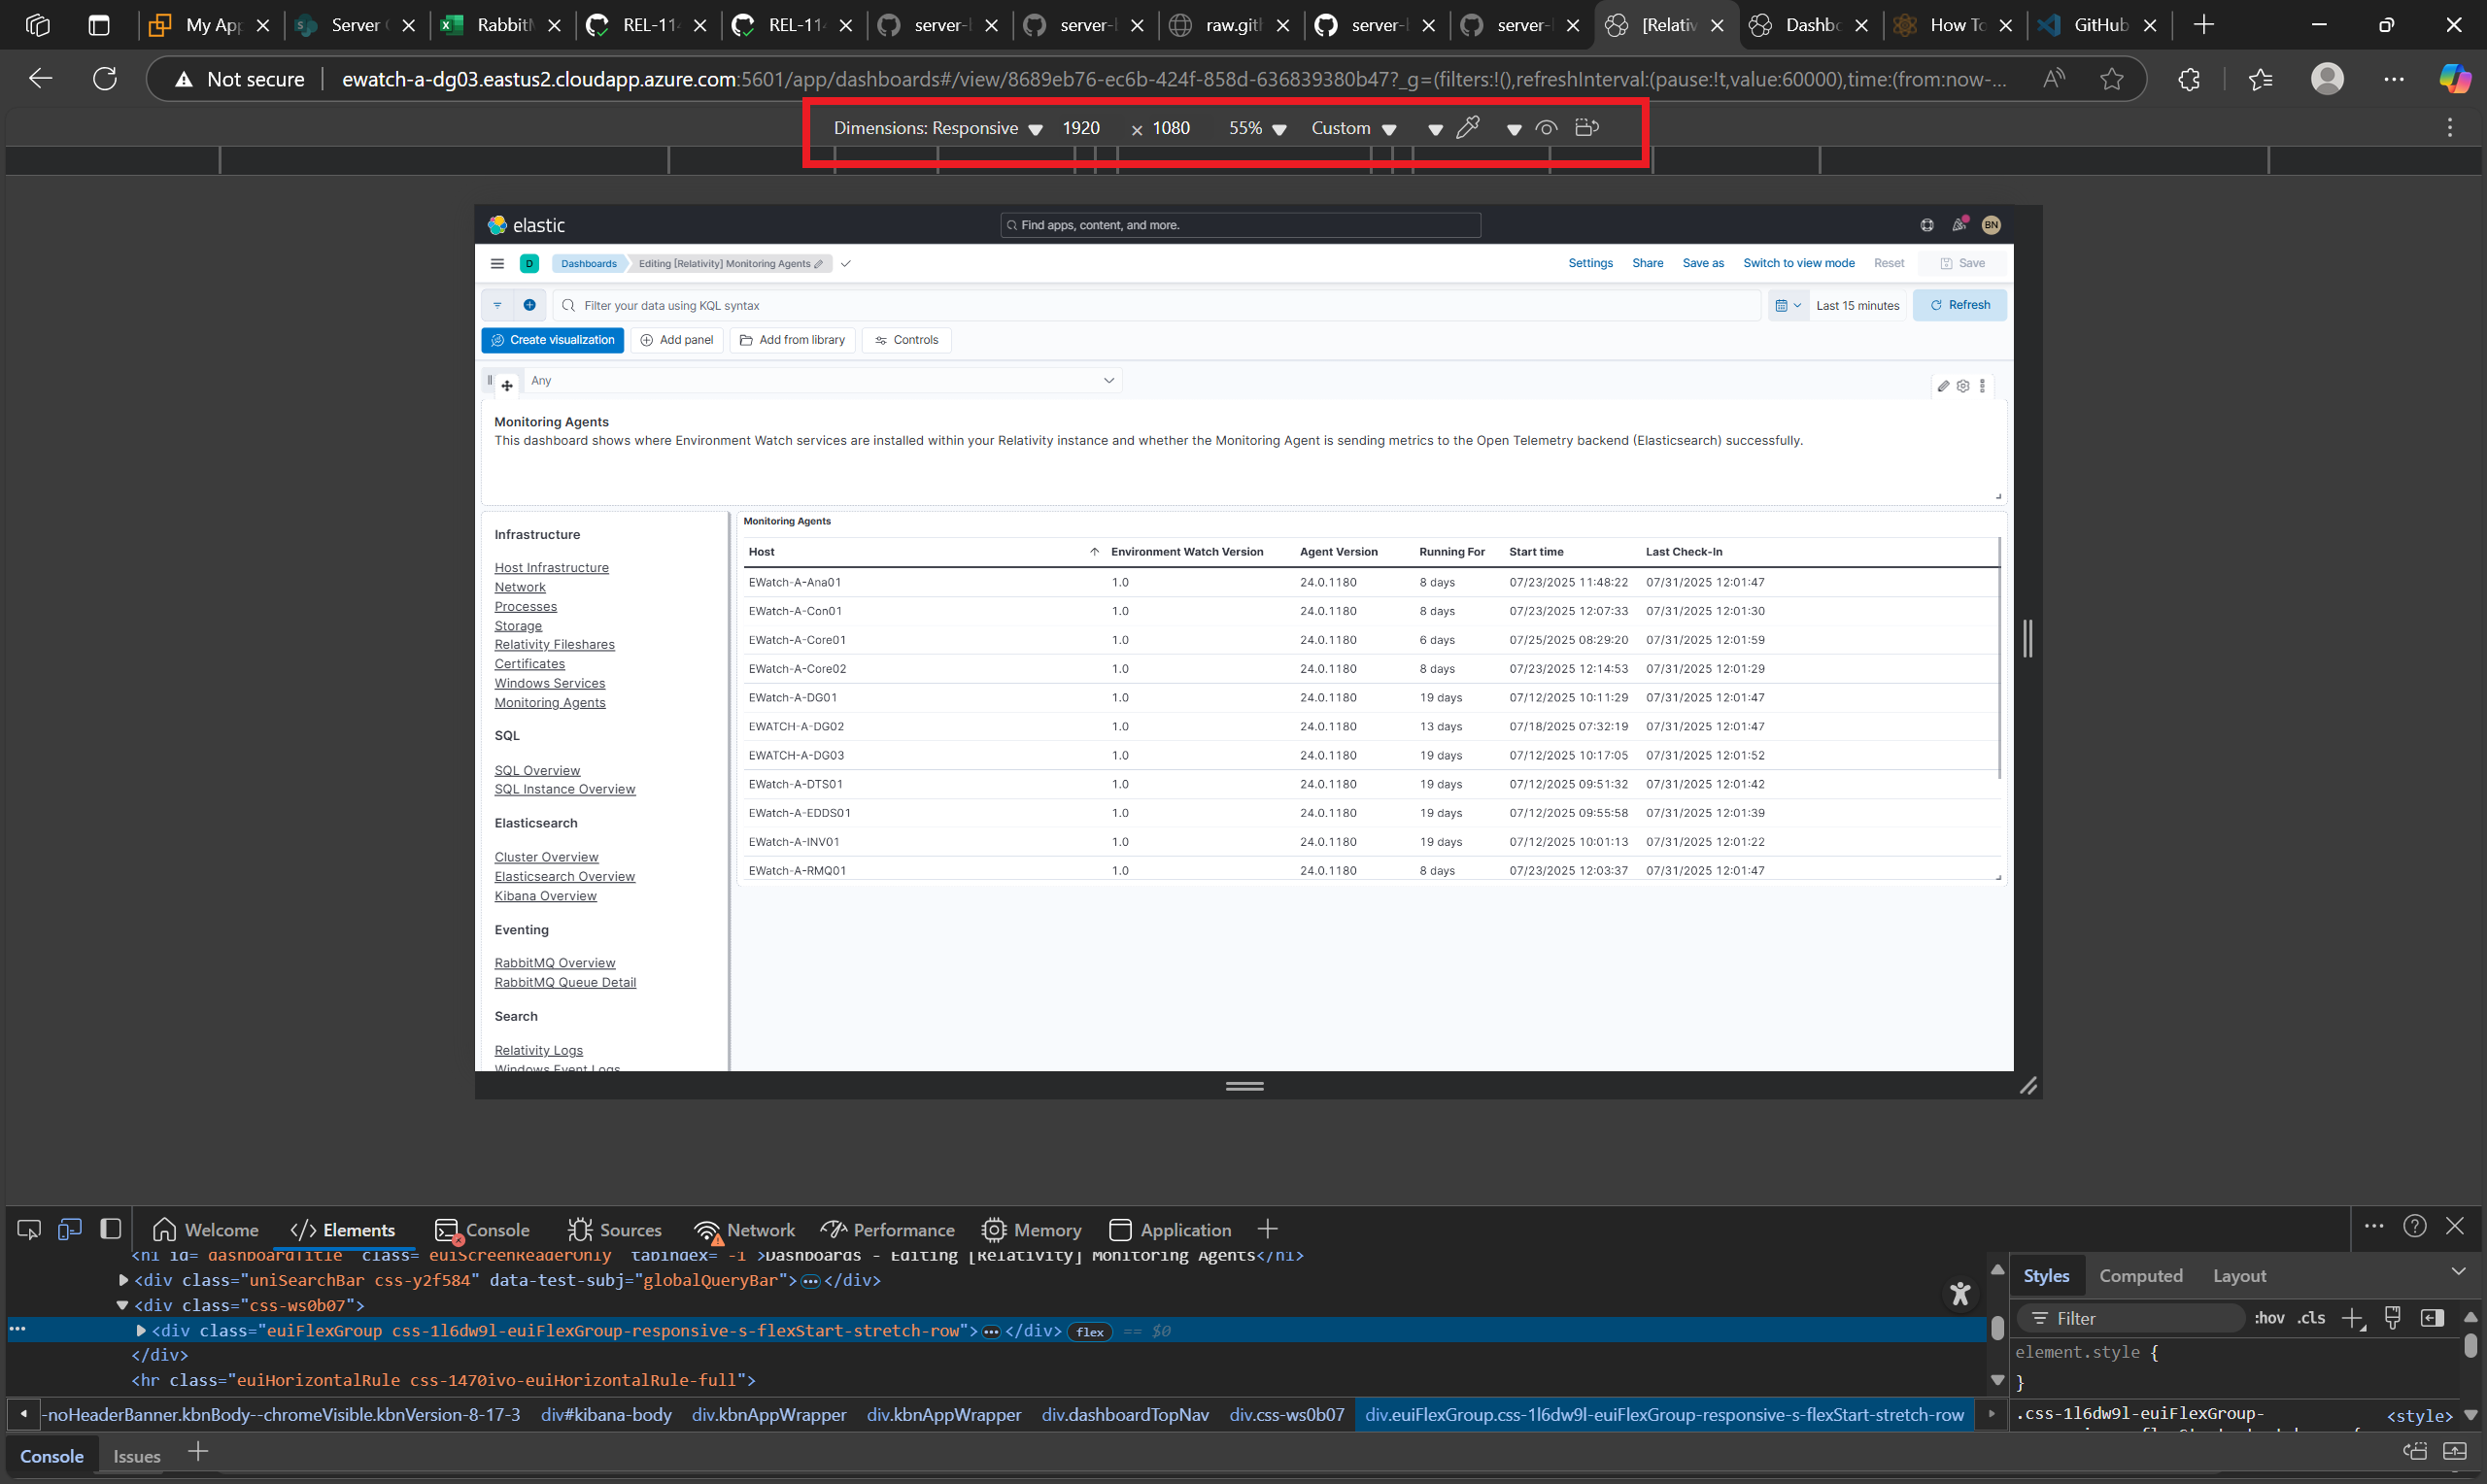 My App
Server
Rabbit
REL-11
REL-11
server-
server-
raw.git
server-
server-
[Relativ
Dashb
How To
GitHub
Not secure
ewatch-a-dg03.eastus2.cloudapp.azure.com:5601/app/dashboards#/view/8689eb76-ec6b-424f-858d-636839380b47?_g=(filters:!(),refreshInterval:(pause:!t,value:60000),time:(from:now-...
Dimensions: Responsive 1920 × 1080 55% Custom
elastic
Find apps, content, and more.
BN
D
Dashboards
Editing [Relativity] Monitoring Agents
Settings
Share
Save as
Switch to view mode
Reset
Save
Filter your data using KQL syntax
Last 15 minutes
Refresh
Create visualization
Add panel
Add from library
Controls
Any
Monitoring Agents
This dashboard shows where Environment Watch services are installed within your Relativity instance and whether the Monitoring Agent is sending metrics to the Open Telemetry backend (Elasticsearch) successfully.
Infrastructure
Host Infrastructure
Network
Processes
Storage
Relativity Fileshares
Certificates
Windows Services
Monitoring Agents
SQL
SQL Overview
SQL Instance Overview
Elasticsearch
Cluster Overview
Elasticsearch Overview
Kibana Overview
Eventing
RabbitMQ Overview
RabbitMQ Queue Detail
Search
Relativity Logs
Windows Event Logs
Monitoring Agents
Host Environment Watch Version Agent Version Running For Start time Last Check-In
EWatch-A-Ana01 1.0 24.0.1180 8 days 07/23/2025 11:48:22 07/31/2025 12:01:47
EWatch-A-Con01 1.0 24.0.1180 8 days 07/23/2025 12:07:33 07/31/2025 12:01:30
EWatch-A-Core01 1.0 24.0.1180 6 days 07/25/2025 08:29:20 07/31/2025 12:01:59
EWatch-A-Core02 1.0 24.0.1180 8 days 07/23/2025 12:14:53 07/31/2025 12:01:29
EWatch-A-DG01 1.0 24.0.1180 19 days 07/12/2025 10:11:29 07/31/2025 12:01:47
EWATCH-A-DG02 1.0 24.0.1180 13 days 07/18/2025 07:32:19 07/31/2025 12:01:47
EWATCH-A-DG03 1.0 24.0.1180 19 days 07/12/2025 10:17:05 07/31/2025 12:01:52
EWatch-A-DTS01 1.0 24.0.1180 19 days 07/12/2025 09:51:32 07/31/2025 12:01:42
EWatch-A-EDDS01 1.0 24.0.1180 19 days 07/12/2025 09:55:58 07/31/2025 12:01:39
EWatch-A-INV01 1.0 24.0.1180 19 days 07/12/2025 10:01:13 07/31/2025 12:01:22
EWatch-A-RMQ01 1.0 24.0.1180 8 days 07/23/2025 12:03:37 07/31/2025 12:01:47
Welcome
Elements
Console
Sources
Network
Performance
Memory
Application
<h1 id="dashboardTitle" class="euiScreenReaderOnly" tabindex="-1">Dashboards - Editing [Relativity] Monitoring Agents</h1>
<div class="uniSearchBar css-y2f584" data-test-subj="globalQueryBar">…</div>
<div class="css-ws0b07">
<div class="euiFlexGroup css-1l6dw9l-euiFlexGroup-responsive-s-flexStart-stretch-row">…</div> flex == $0
</div>
<hr class="euiHorizontalRule css-1470ivo-euiHorizontalRule-full">
-noHeaderBanner.kbnBody--chromeVisible.kbnVersion-8-17-3 div#kibana-body div.kbnAppWrapper div.kbnAppWrapper div.dashboardTopNav div.css-ws0b07 div.euiFlexGroup.css-1l6dw9l-euiFlexGroup-responsive-s-flexStart-stretch-row
Styles
Computed
Layout
Filter
:hov
.cls
element.style {
}
.css-1l6dw9l-euiFlexGroup-
<style>
Console
Issues